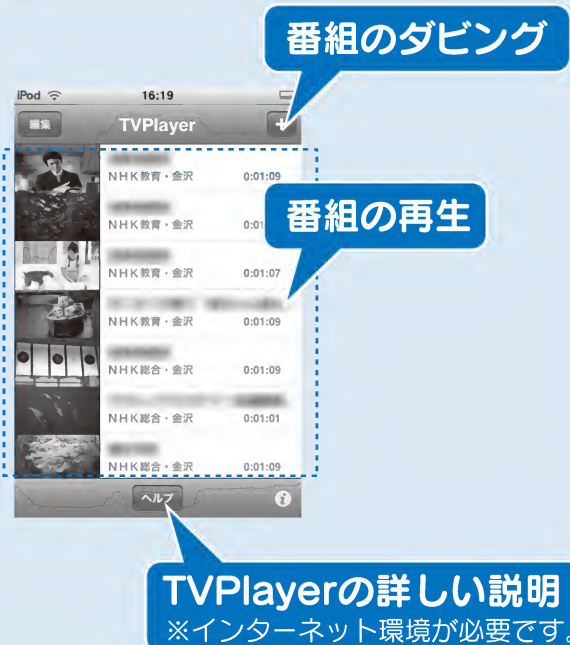 番組のダビング
iPod 16:19
編集 TVPlayer +
NHK教育・金沢 0:01:09
番組の再生
NHK教育・金沢 0:01
NHK教育・金沢 0:01:07
NHK教育・金沢 0:01:09
NHK総合・金沢 0:01:09
NHK総合・金沢 0:01:01
NHK総合・金沢 0:01:09
ヘルプ i
TVPlayerの詳しい説明
※インターネット環境が必要です。